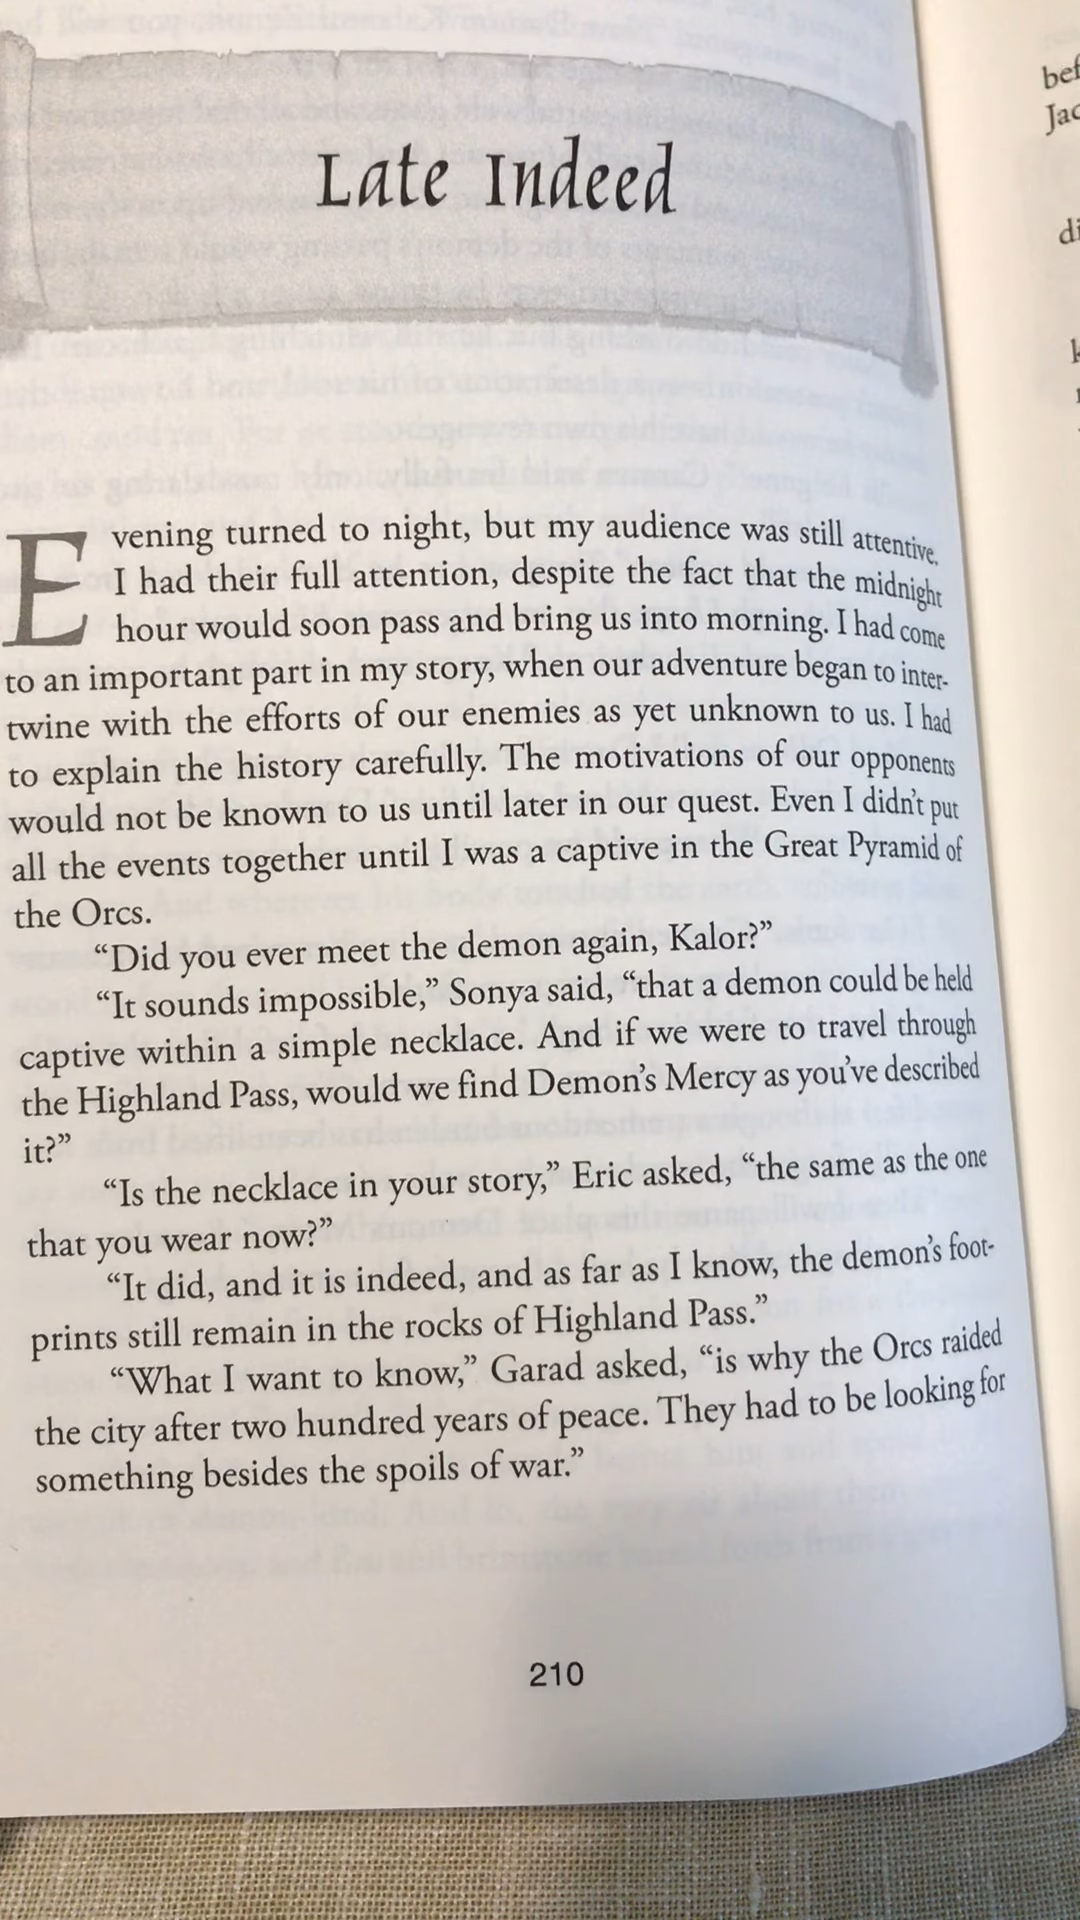 Late Indeed
Evening turned to night, but my audience was still attentive.
I had their full attention, despite the fact that the midnight
hour would soon pass and bring us into morning. I had come
to an important part in my story, when our adventure began to inter-
twine with the efforts of our enemies as yet unknown to us. I had
to explain the history carefully. The motivations of our opponents
would not be known to us until later in our quest. Even I didn’t put
all the events together until I was a captive in the Great Pyramid of
the Orcs.
“Did you ever meet the demon again, Kalor?”
“It sounds impossible,” Sonya said, “that a demon could be held
captive within a simple necklace. And if we were to travel through
the Highland Pass, would we find Demon’s Mercy as you’ve described
it?”
“Is the necklace in your story,” Eric asked, “the same as the one
that you wear now?”
“It did, and it is indeed, and as far as I know, the demon’s foot-
prints still remain in the rocks of Highland Pass.”
“What I want to know,” Garad asked, “is why the Orcs raided
the city after two hundred years of peace. They had to be looking for
something besides the spoils of war.”
210